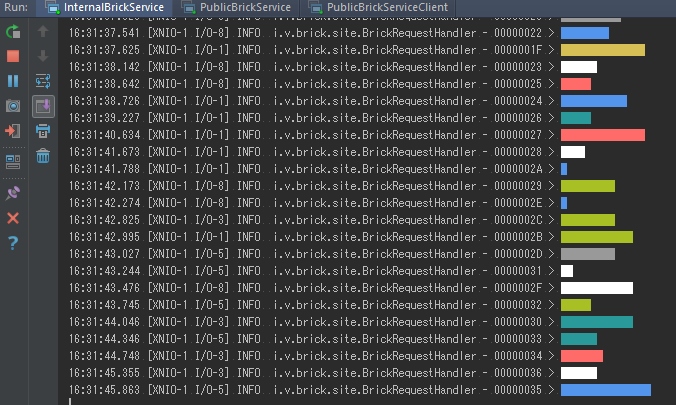 Run: InternalBrickService PublicBrickService PublicBrickServiceClient
16:31:37.541 [XNIO-1 I/O-8] INFO i.v.brick.site.BrickRequestHandler - 00000022 >
16:31:37.625 [XNIO-1 I/O-1] INFO i.v.brick.site.BrickRequestHandler - 0000001F >
16:31:38.142 [XNIO-1 I/O-8] INFO i.v.brick.site.BrickRequestHandler - 00000023 >
16:31:38.642 [XNIO-1 I/O-8] INFO i.v.brick.site.BrickRequestHandler - 00000025 >
16:31:38.726 [XNIO-1 I/O-1] INFO i.v.brick.site.BrickRequestHandler - 00000024 >
16:31:39.227 [XNIO-1 I/O-1] INFO i.v.brick.site.BrickRequestHandler - 00000026 >
16:31:40.634 [XNIO-1 I/O-1] INFO i.v.brick.site.BrickRequestHandler - 00000027 >
16:31:41.673 [XNIO-1 I/O-1] INFO i.v.brick.site.BrickRequestHandler - 00000028 >
16:31:41.788 [XNIO-1 I/O-1] INFO i.v.brick.site.BrickRequestHandler - 0000002A >
16:31:42.173 [XNIO-1 I/O-8] INFO i.v.brick.site.BrickRequestHandler - 00000029 >
16:31:42.274 [XNIO-1 I/O-8] INFO i.v.brick.site.BrickRequestHandler - 0000002E >
16:31:42.825 [XNIO-1 I/O-3] INFO i.v.brick.site.BrickRequestHandler - 0000002C >
16:31:42.995 [XNIO-1 I/O-1] INFO i.v.brick.site.BrickRequestHandler - 0000002B >
16:31:43.027 [XNIO-1 I/O-5] INFO i.v.brick.site.BrickRequestHandler - 0000002D >
16:31:43.244 [XNIO-1 I/O-5] INFO i.v.brick.site.BrickRequestHandler - 00000031 >
16:31:43.476 [XNIO-1 I/O-8] INFO i.v.brick.site.BrickRequestHandler - 0000002F >
16:31:43.745 [XNIO-1 I/O-5] INFO i.v.brick.site.BrickRequestHandler - 00000032 >
16:31:44.046 [XNIO-1 I/O-3] INFO i.v.brick.site.BrickRequestHandler - 00000030 >
16:31:44.346 [XNIO-1 I/O-5] INFO i.v.brick.site.BrickRequestHandler - 00000033 >
16:31:44.748 [XNIO-1 I/O-3] INFO i.v.brick.site.BrickRequestHandler - 00000034 >
16:31:45.355 [XNIO-1 I/O-3] INFO i.v.brick.site.BrickRequestHandler - 00000036 >
16:31:45.863 [XNIO-1 I/O-5] INFO i.v.brick.site.BrickRequestHandler - 00000035 >